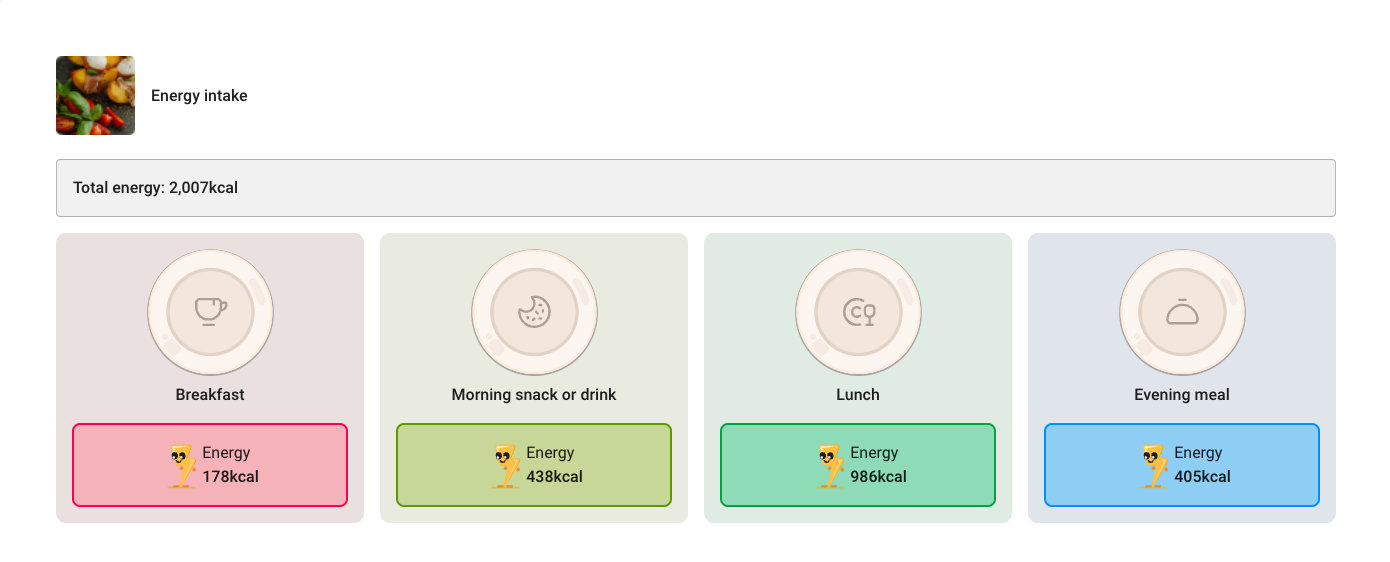 Energy intake
Total energy: 2,007kcal
Breakfast
Energy
178kcal
Morning snack or drink
Energy
438kcal
Lunch
Energy
986kcal
Evening meal
Energy
405kcal